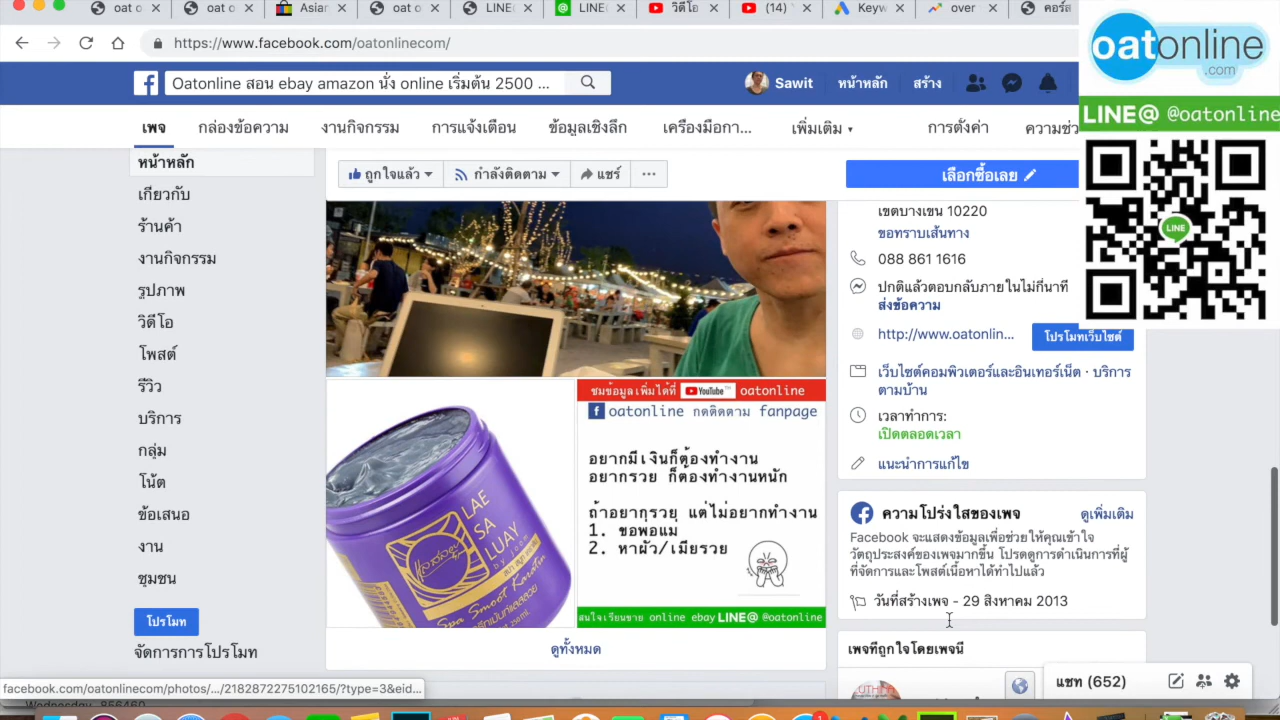 oat o
oat o
Asian
oat o
LINE
LINE
วิดีโอ
(14)
Keyw
over
คอร์ส
https://www.facebook.com/oatonlinecom/
oatonline
.com
Oatonline สอน ebay amazon นั่ง online เริ่มต้น 2500 ...
Sawit
หน้าหลัก
สร้าง
LINE@ @oatonline
เพจ
กล่องข้อความ
งานกิจกรรม
การแจ้งเตือน
ข้อมูลเชิงลึก
เครื่องมือกา...
เพิ่มเติม
การตั้งค่า
ความช่ว
หน้าหลัก
เกี่ยวกับ
ร้านค้า
งานกิจกรรม
รูปภาพ
วิดีโอ
โพสต์
รีวิว
บริการ
กลุ่ม
โน้ต
ข้อเสนอ
งาน
ชุมชน
โปรโมท
จัดการการโปรโมท
ถูกใจแล้ว
กำลังติดตาม
แชร์
...
เลือกซื้อเลย
LINE
LAE
SA
LUAY
by Joom
แลสลวย
Spa Smoot Keratin
ชมข้อมูลเพิ่มได้ที่ YouTube oatonline
oatonline กดติดตาม fanpage
อยากมีเงินก็ต้องทำงาน
อยากรวย ก็ต้องทำงานหนัก
ถ้าอยากรวย แต่ไม่อยากทำงาน
1. ขอพอแม
2. หาผัว/เมียรวย
สนใจเรียนขาย online ebay LINE@ @oatonline
ดูทั้งหมด
เขตบางเขน 10220
ขอทราบเส้นทาง
088 861 1616
ปกติแล้วตอบกลับภายในไม่กี่นาที
ส่งข้อความ
http://www.oatonlin...
โปรโมทเว็บไซต์
เว็บไซต์คอมพิวเตอร์และอินเทอร์เน็ต · บริการ
ตามบ้าน
เวลาทำการ:
เปิดตลอดเวลา
แนะนำการแก้ไข
ความโปร่งใสของเพจ
ดูเพิ่มเติม
Facebook จะแสดงข้อมูลเพื่อช่วยให้คุณเข้าใจ
วัตถุประสงค์ของเพจมากขึ้น โปรดดูการดำเนินการที่ผู้
ที่จัดการและโพสต์เนื้อหาได้ทำไปแล้ว
วันที่สร้างเพจ - 29 สิงหาคม 2013
เพจที่ถูกใจโดยเพจนี้
แชท (652)
facebook.com/oatonlinecom/photos/.../2182872275102165/?type=3&eid...